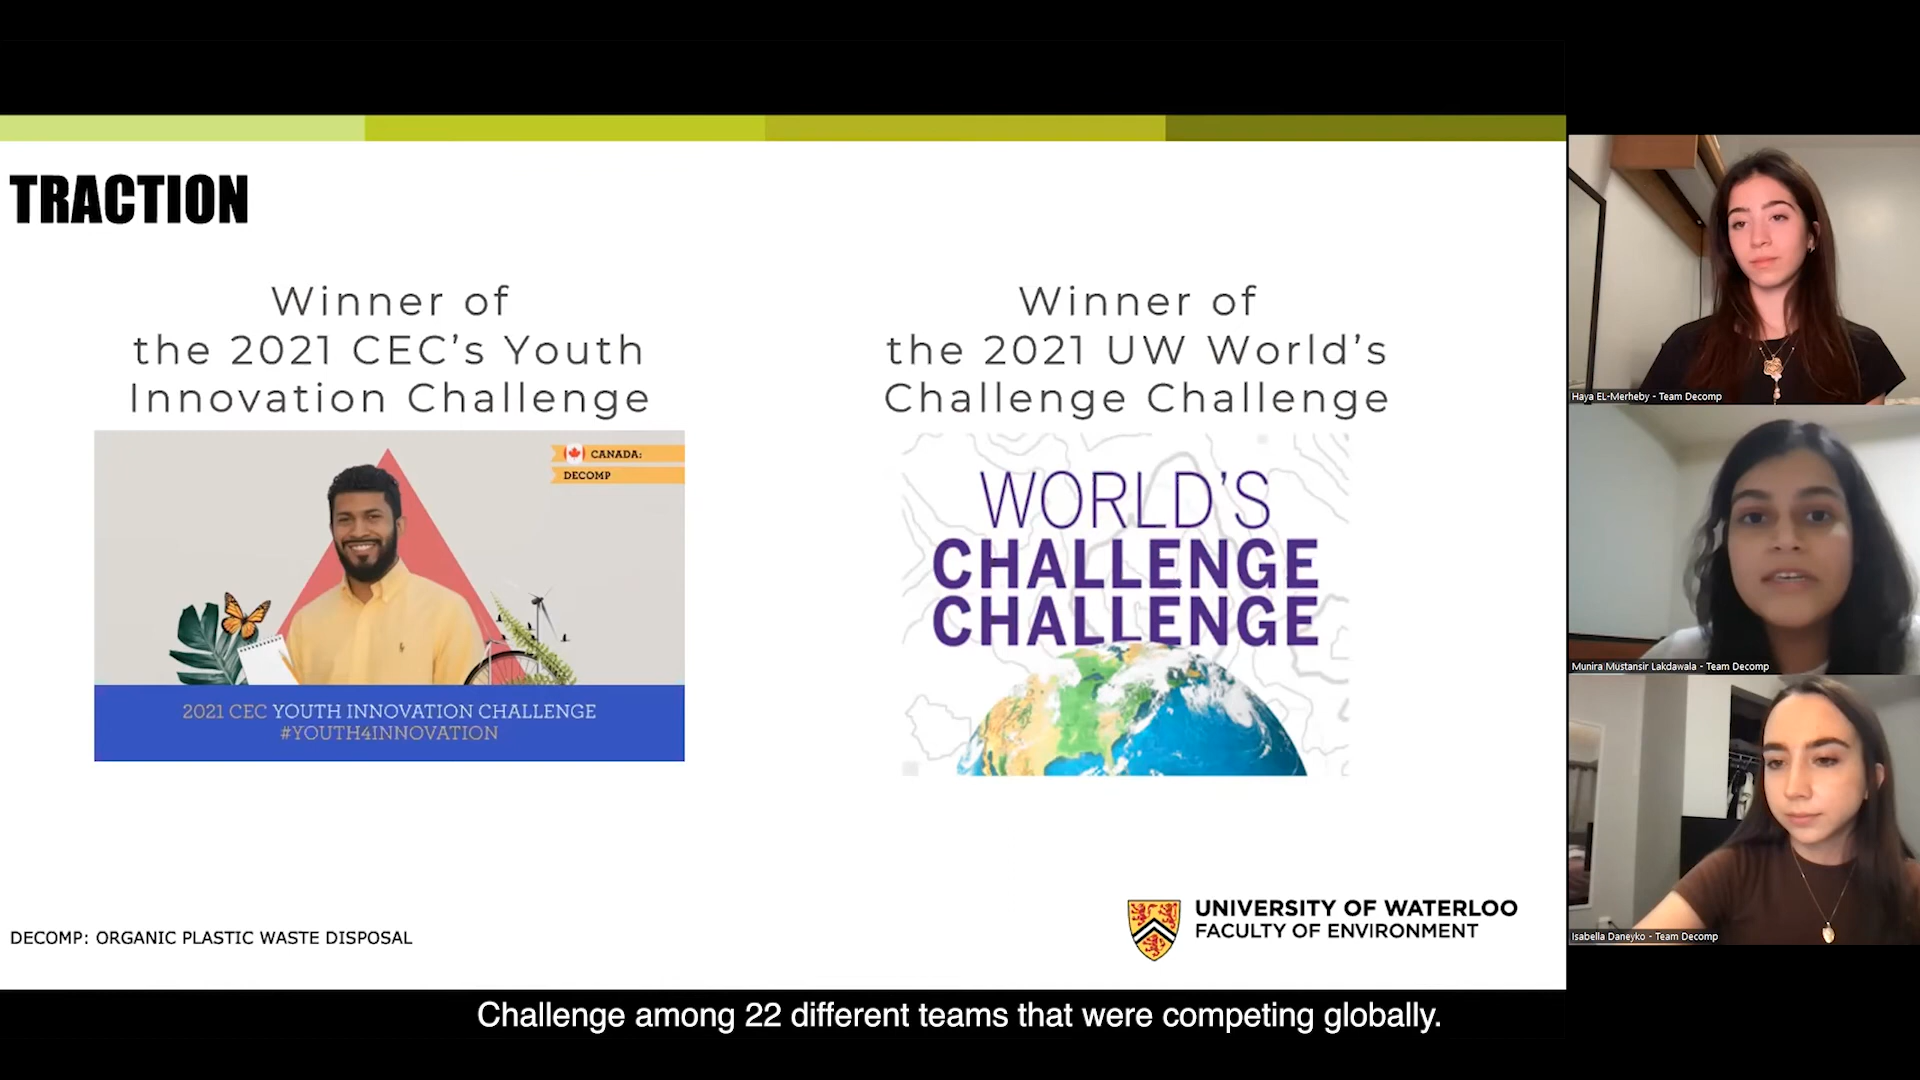 TRACTION
Winner of
the 2021 CEC's Youth
Innovation Challenge
CANADA:
DECOMP
2021 CEC YOUTH INNOVATION CHALLENGE
#YOUTH4INNOVATION
Winner of
the 2021 UW World's
Challenge Challenge
WORLD'S
CHALLENGE
CHALLENGE
DECOMP: ORGANIC PLASTIC WASTE DISPOSAL
UNIVERSITY OF WATERLOO
FACULTY OF ENVIRONMENT
Haya EL-Merheby - Team Decomp
Munira Mustansir Lakdawala - Team Decomp
Isabella Daneyko - Team Decomp
Challenge among 22 different teams that were competing globally.